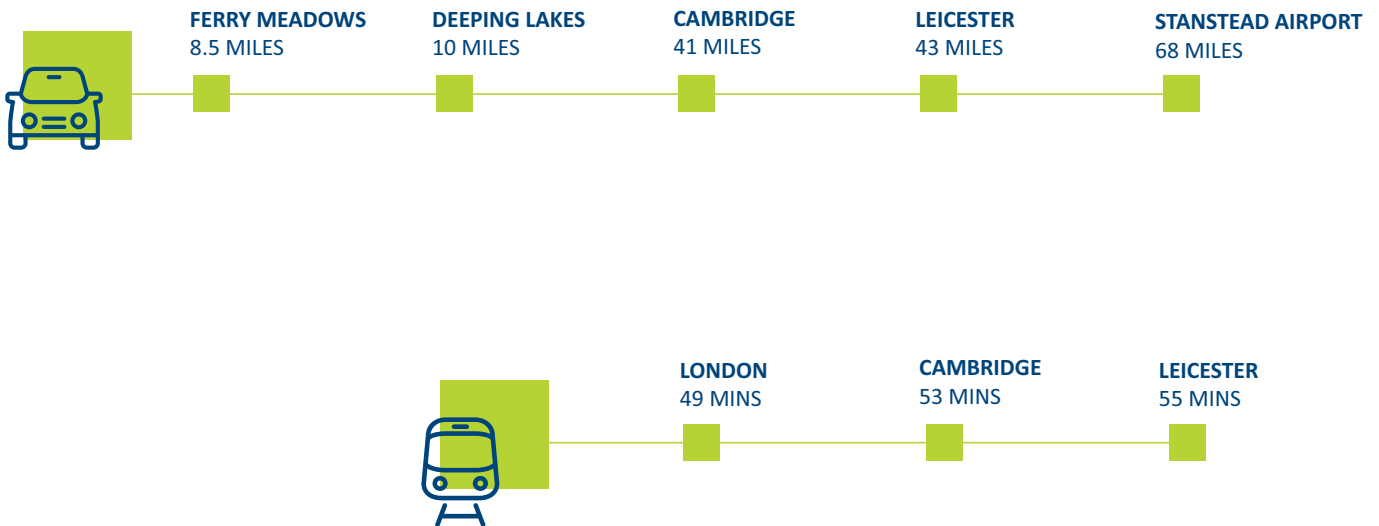 FERRY MEADOWS
8.5 MILES
DEEPING LAKES
10 MILES
CAMBRIDGE
41 MILES
LEICESTER
43 MILES
STANSTEAD AIRPORT
68 MILES
LONDON
49 MINS
CAMBRIDGE
53 MINS
LEICESTER
55 MINS